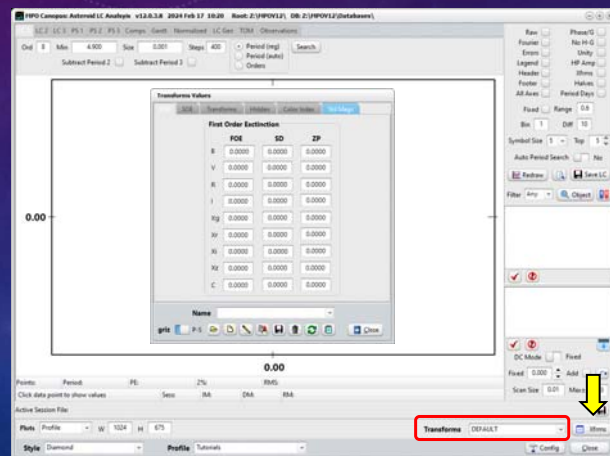 MPO Canopus: Asteroid LC Analysis v12.0.3.8 2024 Feb 17 10:20 Root: Z:\MPOV12\ DB: Z:\MPOV12\Databases\
LC 2 LC 3 PS 1 PS 2 PS 3 Comps Gantt Normalized LC Gen TOM Observations
Ord 8 Min 4.900 Size 0.001 Steps 400 Period (reg) Search
Period (auto)
Subtract Period 2 Subtract Period 3
Orders
Raw Phase/G
Fourier No H-G
Errors Unity
Legend HF Amp
Header Xfrms
Footer Halves
All Axes Period Days
Fixed Range 0.6
Bin 1 Diff 10
Symbol Size 5 Top 5
Auto Period Search No
Redraw Save LC
Filter Any Object
Transforms Values
SDB Transforms Hidden Color Index Std Mags
First Order Exctinction
FOE SD ZP
B 0.0000 0.0000 0.0000
V 0.0000 0.0000 0.0000
R 0.0000 0.0000 0.0000
I 0.0000 0.0000 0.0000
Xg 0.0000 0.0000 0.0000
Xr 0.0000 0.0000 0.0000
Xi 0.0000 0.0000 0.0000
Xz 0.0000 0.0000 0.0000
C 0.0000 0.0000 0.0000
Name
griz P-S Close
0.00
0.00
DC Mode Fixed
Fixed 0.000 Add
Scan Size 0.01
Points: Period: PE: 2%: RMS:
Click data point to show values Sess IM: DM: RM:
Active Session File:
Plots Profile W 1024 H 675 Transforms DEFAULT Xfrms
Style Diamond Profile Tutorials Config Close